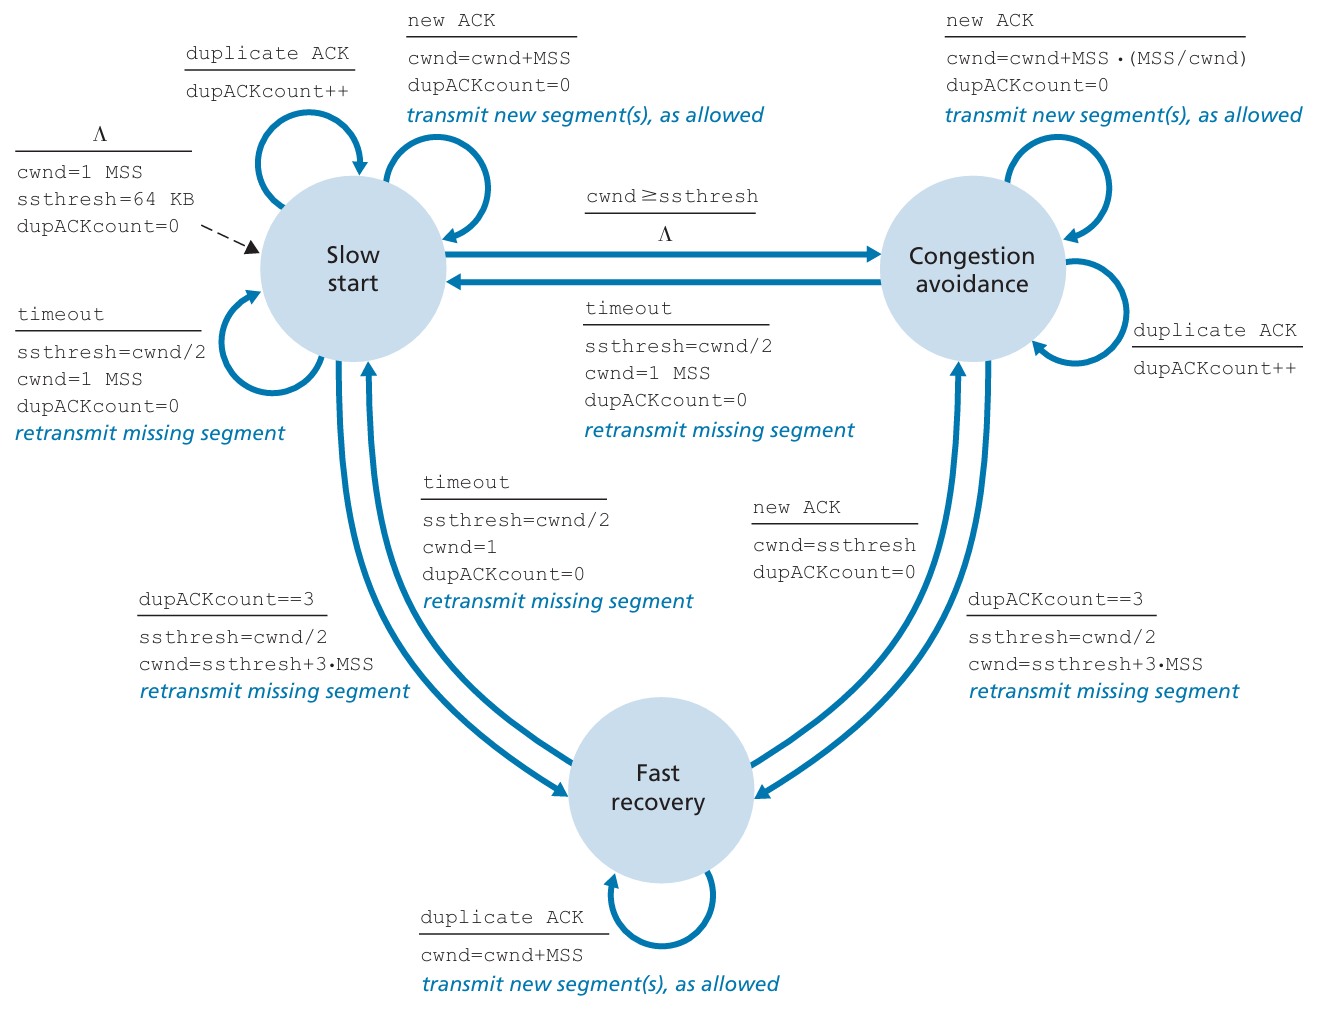 new ACK
cwnd=cwnd+MSS
dupACKcount=0
transmit new segment(s), as allowed
new ACK
cwnd=cwnd+MSS·(MSS/cwnd)
dupACKcount=0
transmit new segment(s), as allowed
duplicate ACK
dupACKcount++
Λ
cwnd=1 MSS
ssthresh=64 KB
dupACKcount=0
Slow
start
cwnd≥ssthresh
Λ
Congestion
avoidance
timeout
ssthresh=cwnd/2
cwnd=1 MSS
dupACKcount=0
retransmit missing segment
timeout
ssthresh=cwnd/2
cwnd=1 MSS
dupACKcount=0
retransmit missing segment
duplicate ACK
dupACKcount++
timeout
ssthresh=cwnd/2
cwnd=1
dupACKcount=0
retransmit missing segment
new ACK
cwnd=ssthresh
dupACKcount=0
dupACKcount==3
ssthresh=cwnd/2
cwnd=ssthresh+3·MSS
retransmit missing segment
dupACKcount==3
ssthresh=cwnd/2
cwnd=ssthresh+3·MSS
retransmit missing segment
Fast
recovery
duplicate ACK
cwnd=cwnd+MSS
transmit new segment(s), as allowed